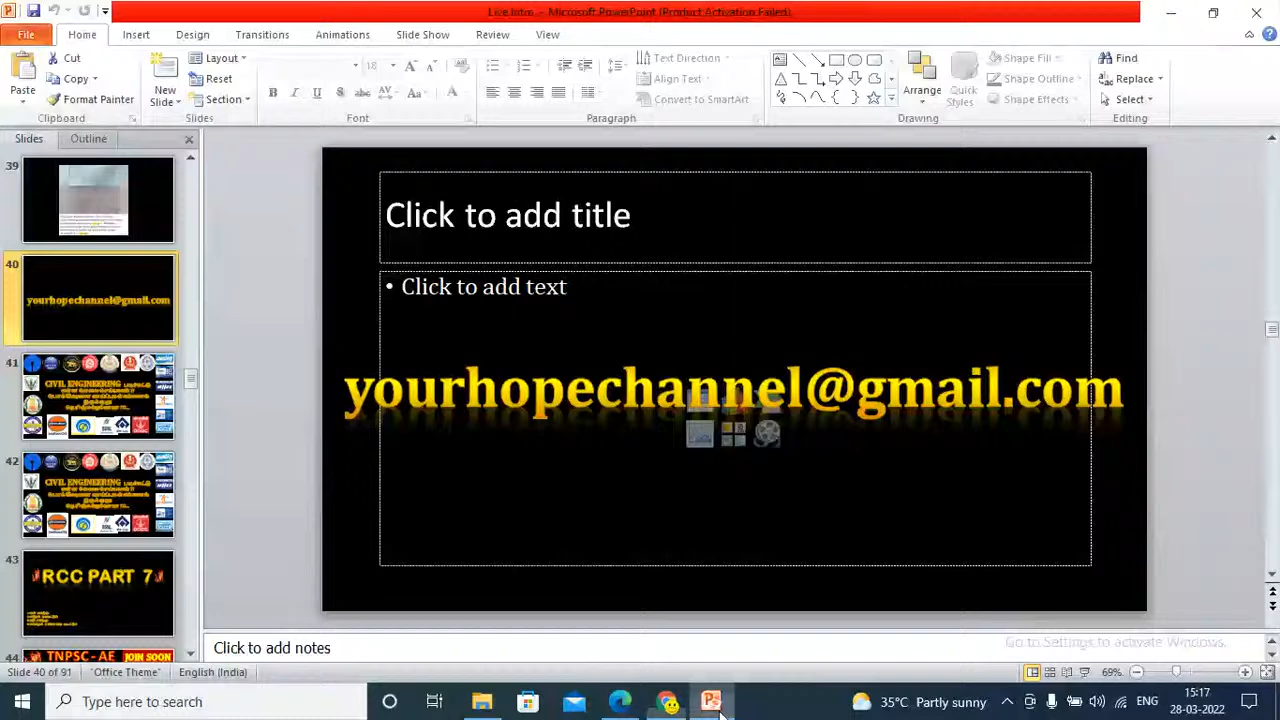 Live Intro - Microsoft PowerPoint (Product Activation Failed)
File Home Insert Design Transitions Animations Slide Show Review View
Cut
Copy
Format Painter
Paste
Clipboard
New
Slide
Layout
Reset
Section
Slides
18
Font
Text Direction
Align Text
Convert to SmartArt
Paragraph
Arrange
Quick
Styles
Shape Fill
Shape Outline
Shape Effects
Drawing
Find
Replace
Select
Editing
Slides Outline
39
40
yourhopechannel@gmail.com
41
CIVIL ENGINEERING
42
CIVIL ENGINEERING
43
RCC PART 7
44
TNPSC-AE JOIN SOON
Click to add title
• Click to add text
yourhopechannel@gmail.com
Click to add notes
Go to Settings to activate Windows.
Slide 40 of 91 "Office Theme" English (India) 69%
Type here to search
35°C Partly sunny
ENG
15:17
28-03-2022